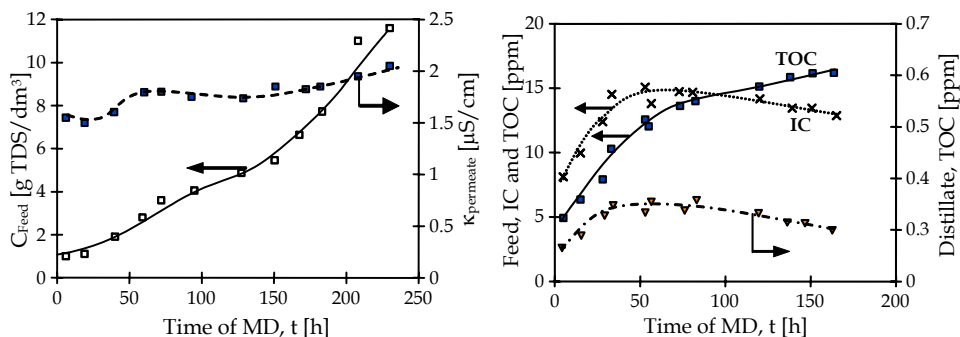 12
10
8
6
4
2
0
2.5
2
1.5
1
0.5
0
0 50 100 150 200 250
C_Feed [g TDS/dm³]
κ_permeate [μS/cm]
Time of MD, t [h]
20
15
10
5
0
0.7
0.6
0.5
0.4
0.3
0.2
0 50 100 150 200
TOC
IC
Feed, IC and TOC [ppm]
Distillate, TOC [ppm]
Time of MD, t [h]